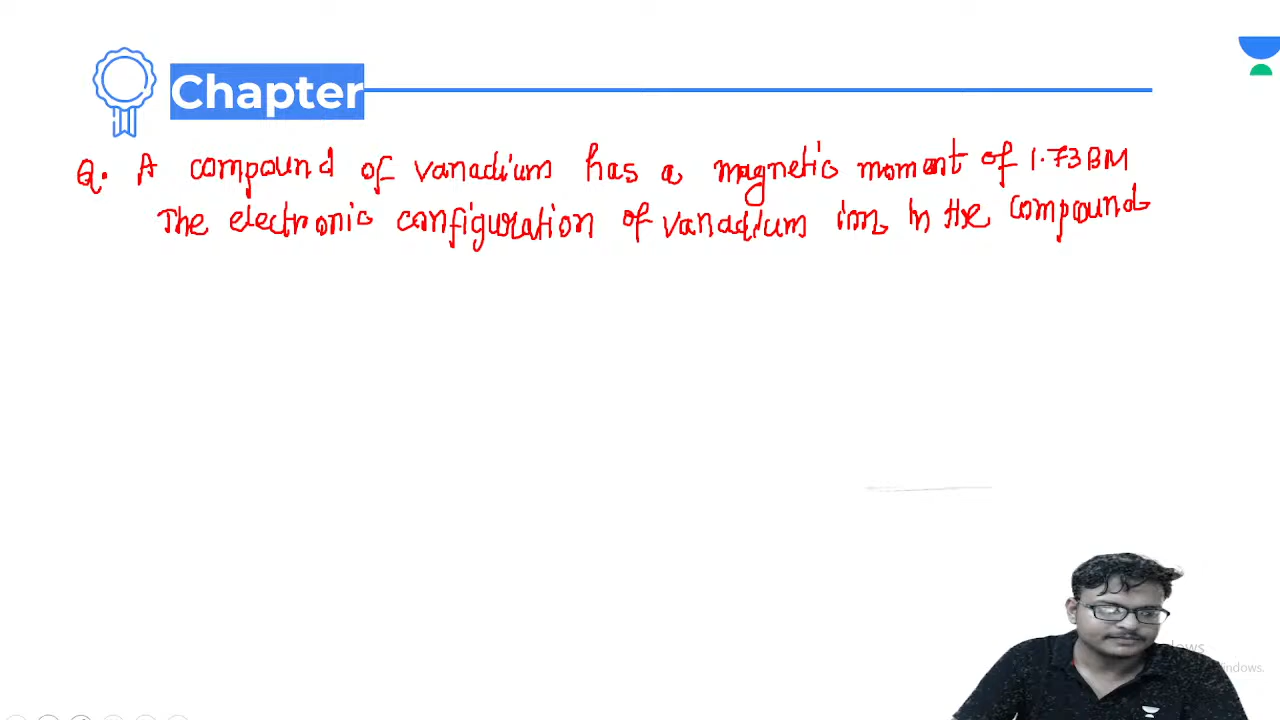 Chapter
Q. A compound of vanadium has a magnetic moment of 1.73 BM
The electronic configuration of vanadium ion in the compound